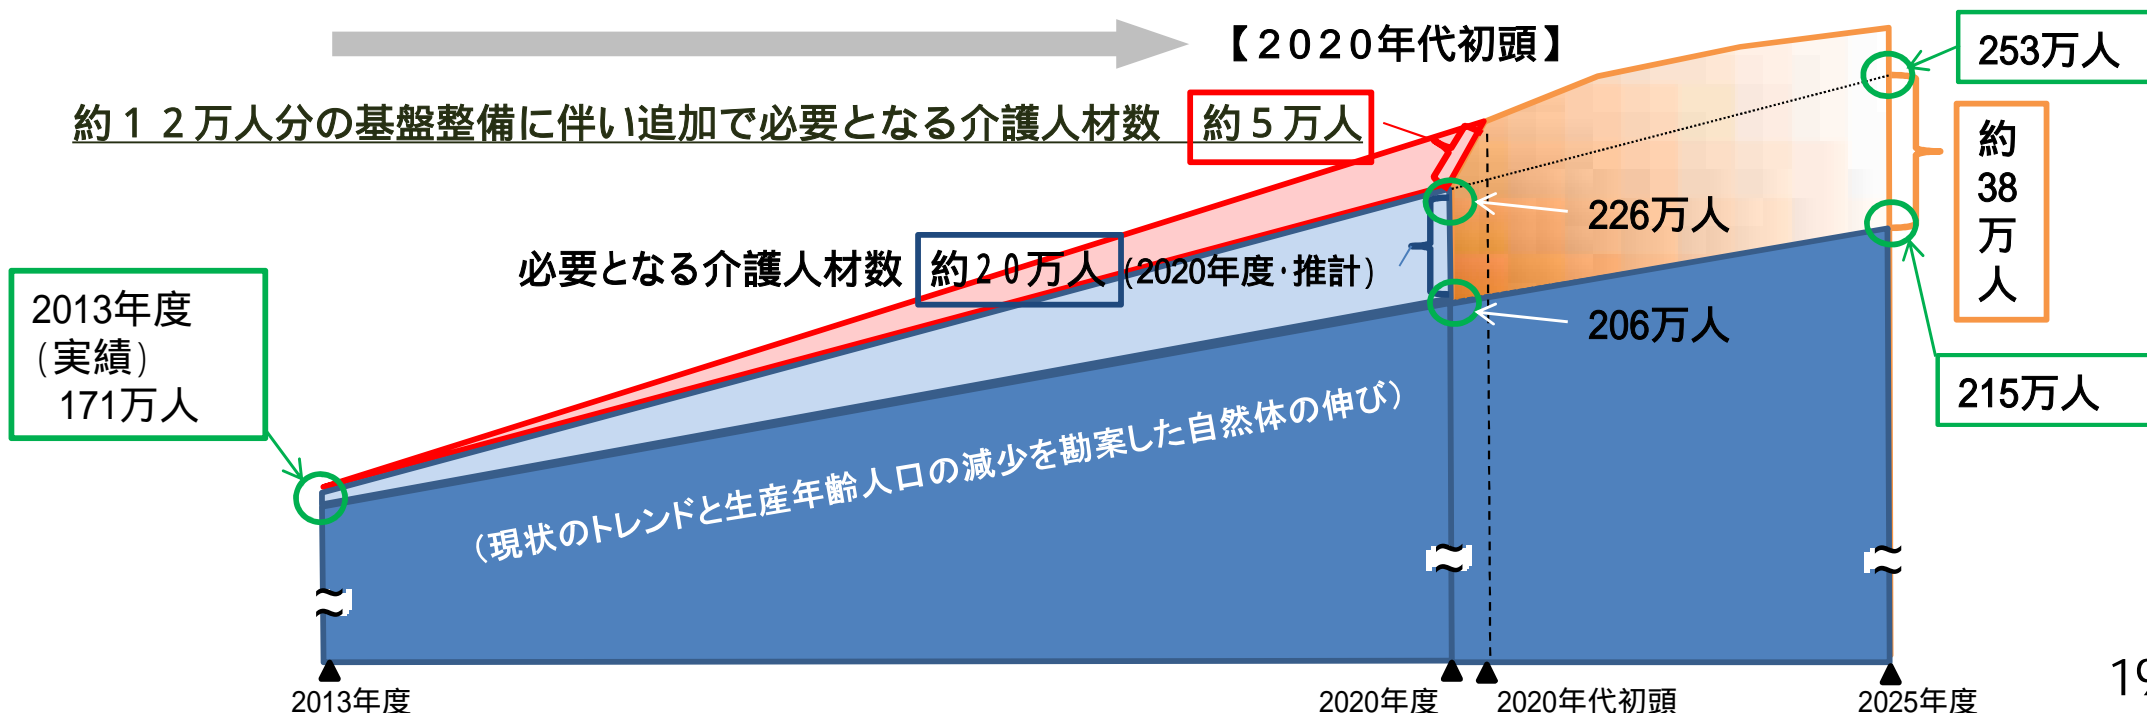 【2020年代初頭】
253万人
約12万人分の基盤整備に伴い追加で必要となる介護人材数 約5万人
約
38
万
人
226万人
必要となる介護人材数 約20万人 (2020年度・推計)
2013年度
(実績)
171万人
206万人
215万人
(現状のトレンドと生産年齢人口の減少を勘案した自然体の伸び)
≈ ≈ ≈
19
2013年度 2020年度 2020年代初頭 2025年度